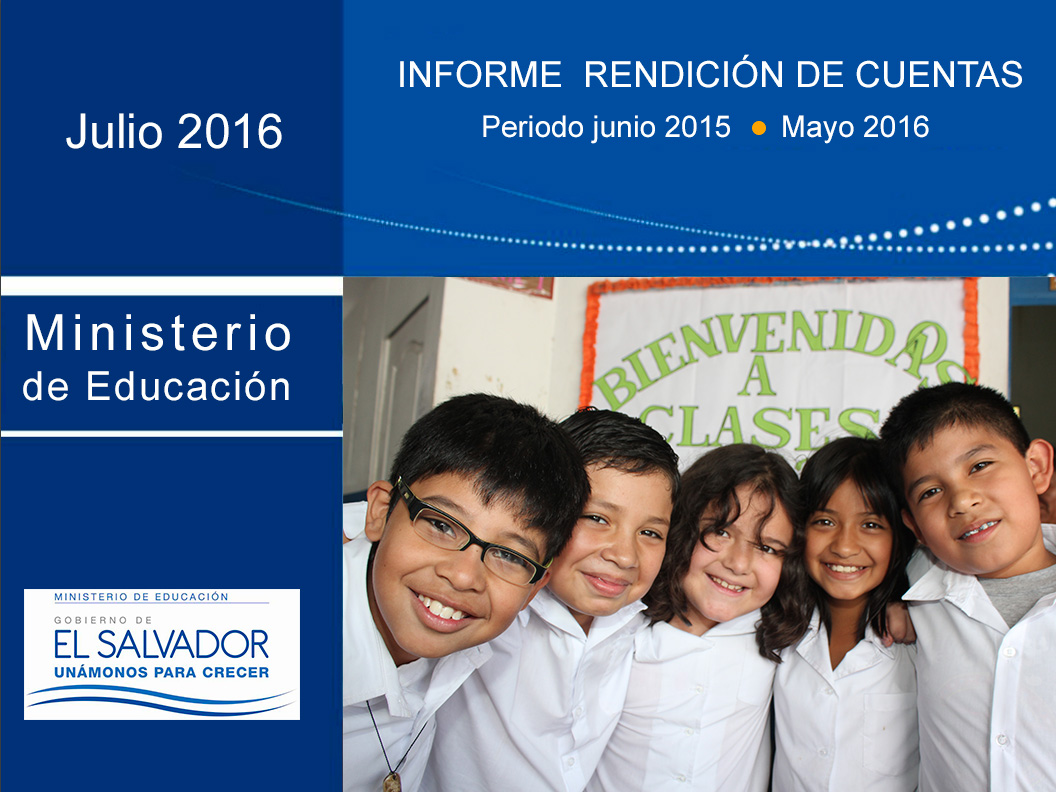 Julio 2016
INFORME RENDICIÓN DE CUENTAS
Periodo junio 2015 • Mayo 2016
Ministerio
de Educación
BIENVENID@S
A
CLASES
MINISTERIO DE EDUCACIÓN
GOBIERNO DE
EL SALVADOR
UNÁMONOS PARA CRECER